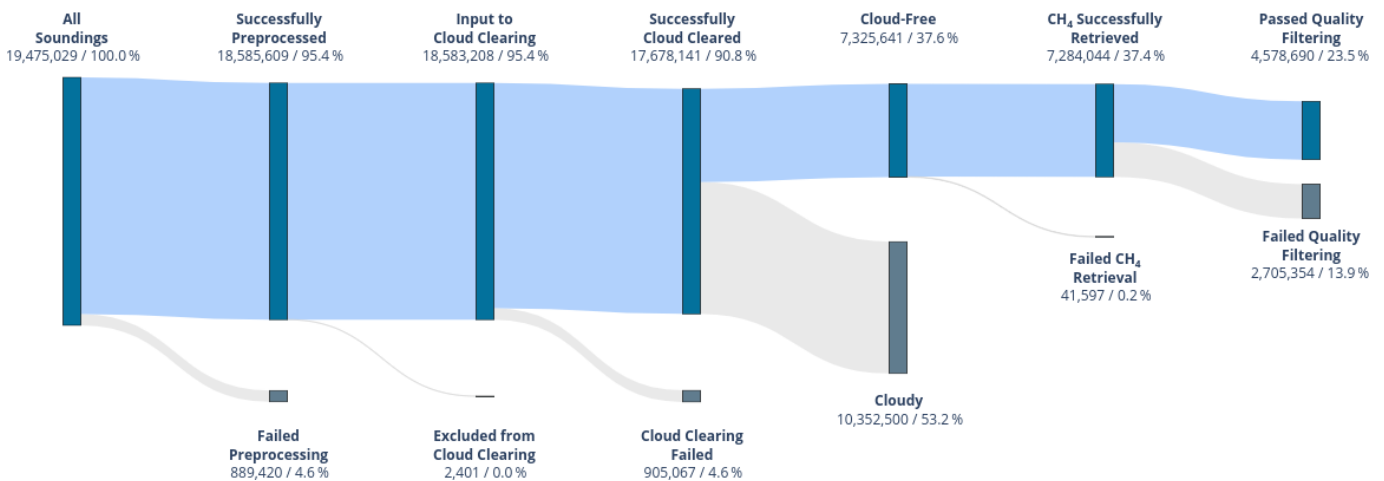 All
Soundings
19,475,029 / 100.0 %
Successfully
Preprocessed
18,585,609 / 95.4 %
Input to
Cloud Clearing
18,583,208 / 95.4 %
Successfully
Cloud Cleared
17,678,141 / 90.8 %
Cloud-Free
7,325,641 / 37.6 %
CH₄ Successfully
Retrieved
7,284,044 / 37.4 %
Passed Quality
Filtering
4,578,690 / 23.5 %
Failed Quality
Filtering
2,705,354 / 13.9 %
Failed CH₄
Retrieval
41,597 / 0.2 %
Cloudy
10,352,500 / 53.2 %
Failed
Preprocessing
889,420 / 4.6 %
Excluded from
Cloud Clearing
2,401 / 0.0 %
Cloud Clearing
Failed
905,067 / 4.6 %